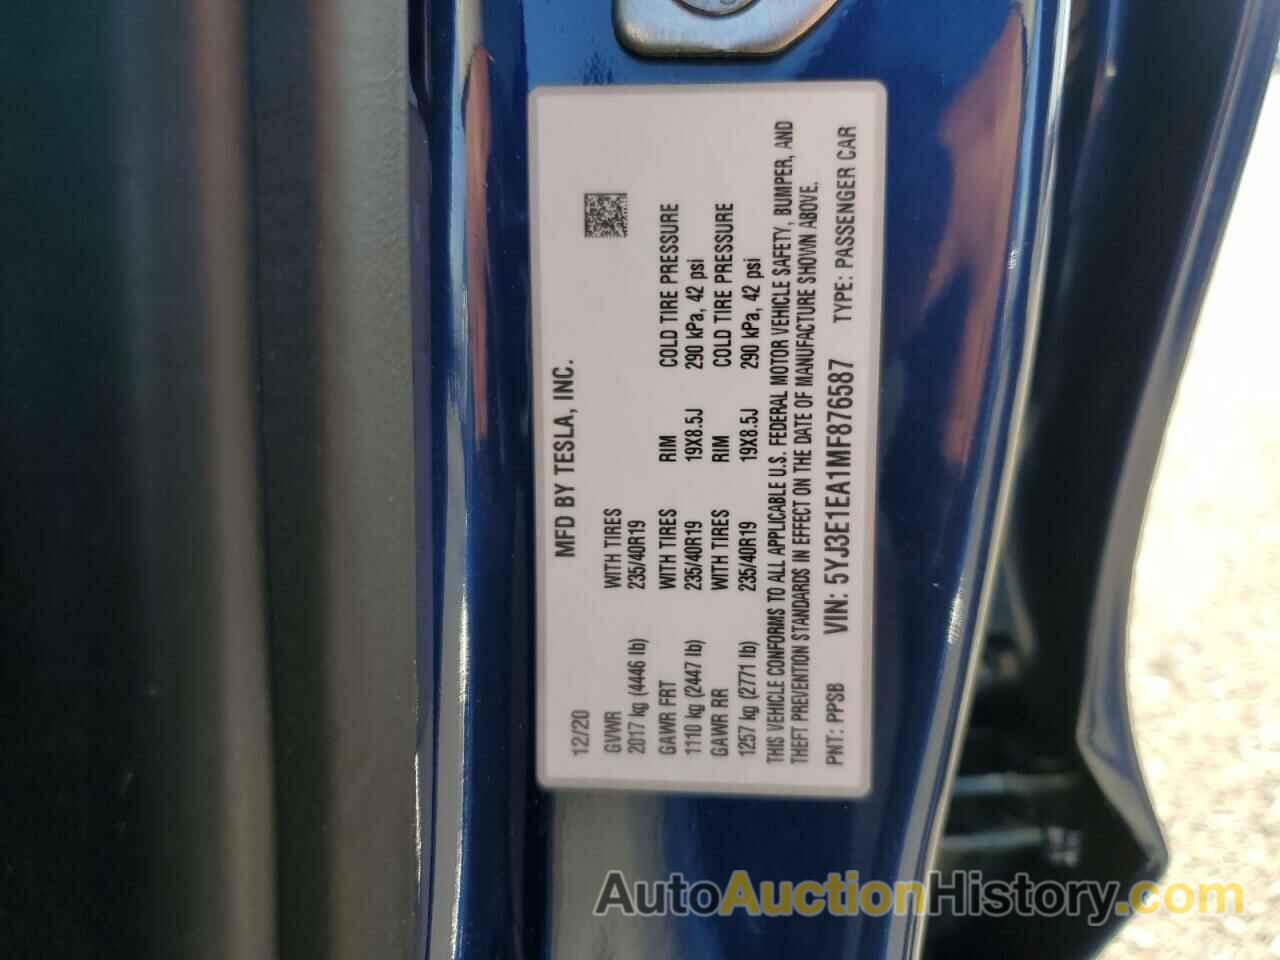 MFD BY TESLA, INC.
12/20
GVWR WITH TIRES
2017 kg (4446 lb) 235/40R19
GAWR FRT WITH TIRES RIM COLD TIRE PRESSURE
1110 kg (2447 lb) 235/40R19 19X8.5J 290 kPa, 42 psi
GAWR RR WITH TIRES RIM COLD TIRE PRESSURE
1257 kg (2771 lb) 235/40R19 19X8.5J 290 kPa, 42 psi
THIS VEHICLE CONFORMS TO ALL APPLICABLE U.S. FEDERAL MOTOR VEHICLE SAFETY, BUMPER, AND
THEFT PREVENTION STANDARDS IN EFFECT ON THE DATE OF MANUFACTURE SHOWN ABOVE.
PNT: PPSB VIN: 5YJ3E1EA1MF876587 TYPE: PASSENGER CAR
AutoAuctionHistory.com